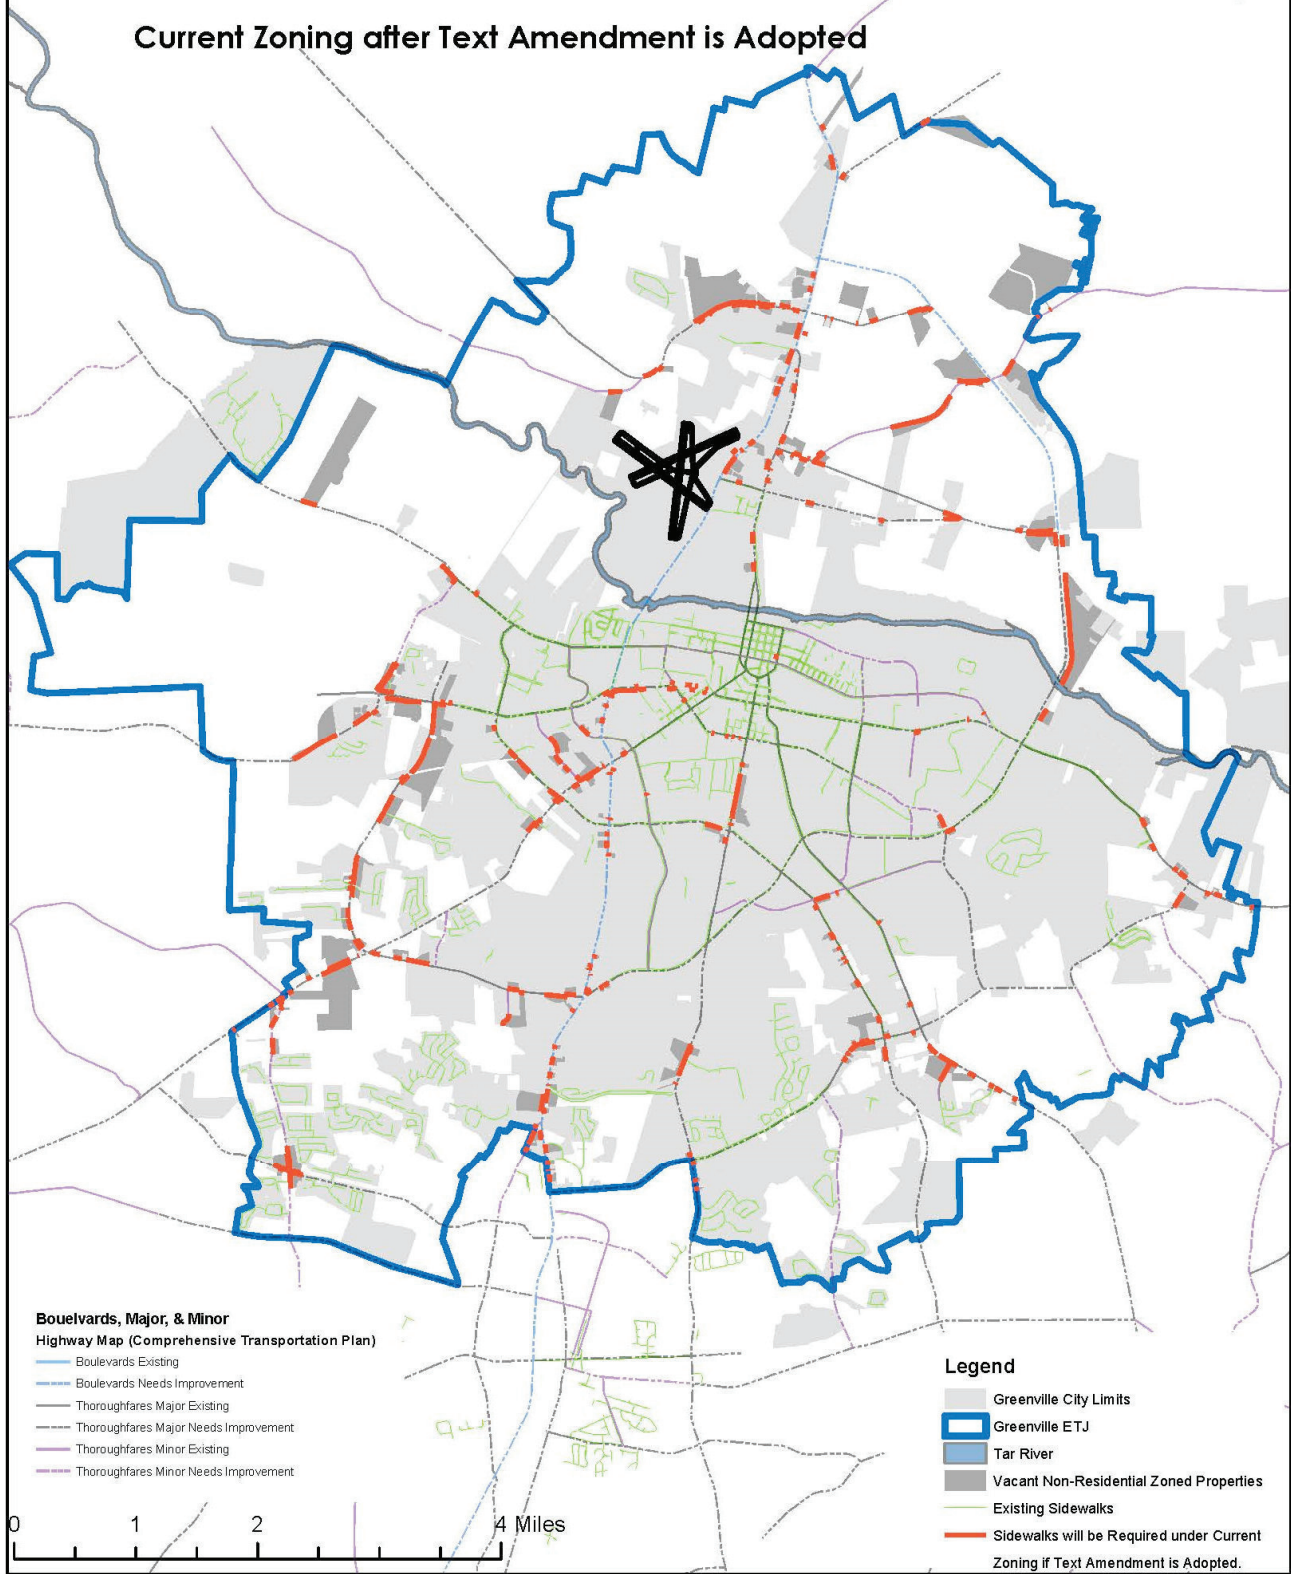 Current Zoning after Text Amendment is Adopted
Bouelvards, Major, & Minor
Highway Map (Comprehensive Transportation Plan)
Boulevards Existing
Boulevards Needs Improvement
Thoroughfares Major Existing
Thoroughfares Major Needs Improvement
Thoroughfares Minor Existing
Thoroughfares Minor Needs Improvement
0 1 2 4 Miles
Legend
Greenville City Limits
Greenville ETJ
Tar River
Vacant Non-Residential Zoned Properties
Existing Sidewalks
Sidewalks will be Required under Current
Zoning if Text Amendment is Adopted.